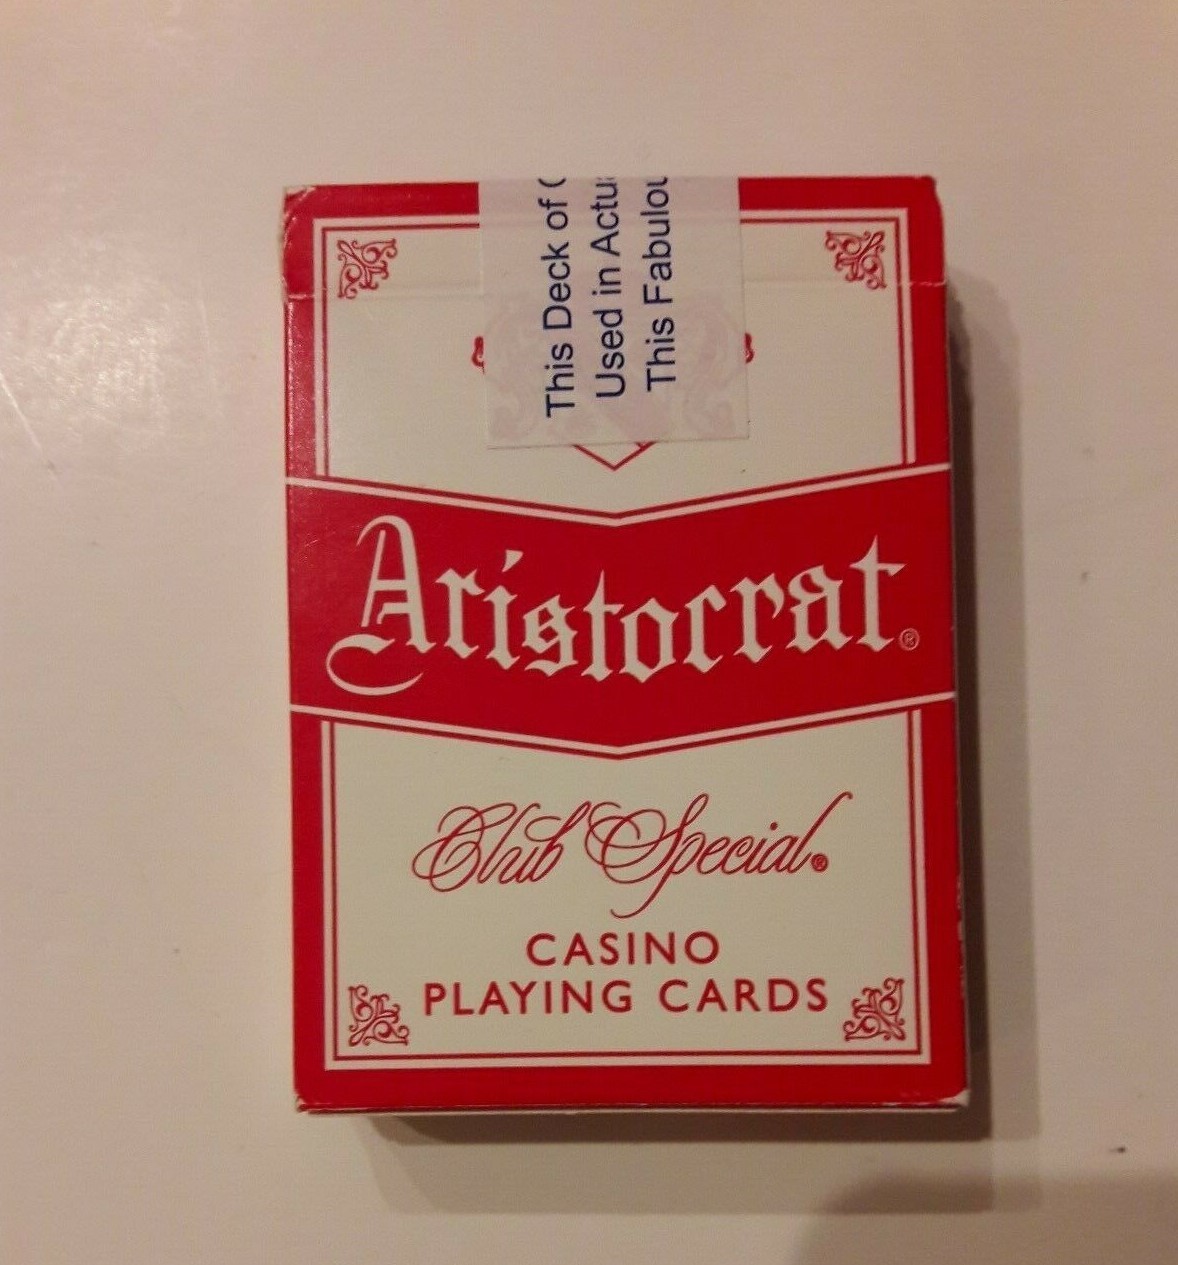 This Deck of
Used in
This
Aristocrat®
Club Special®
CASINO
PLAYING CARDS